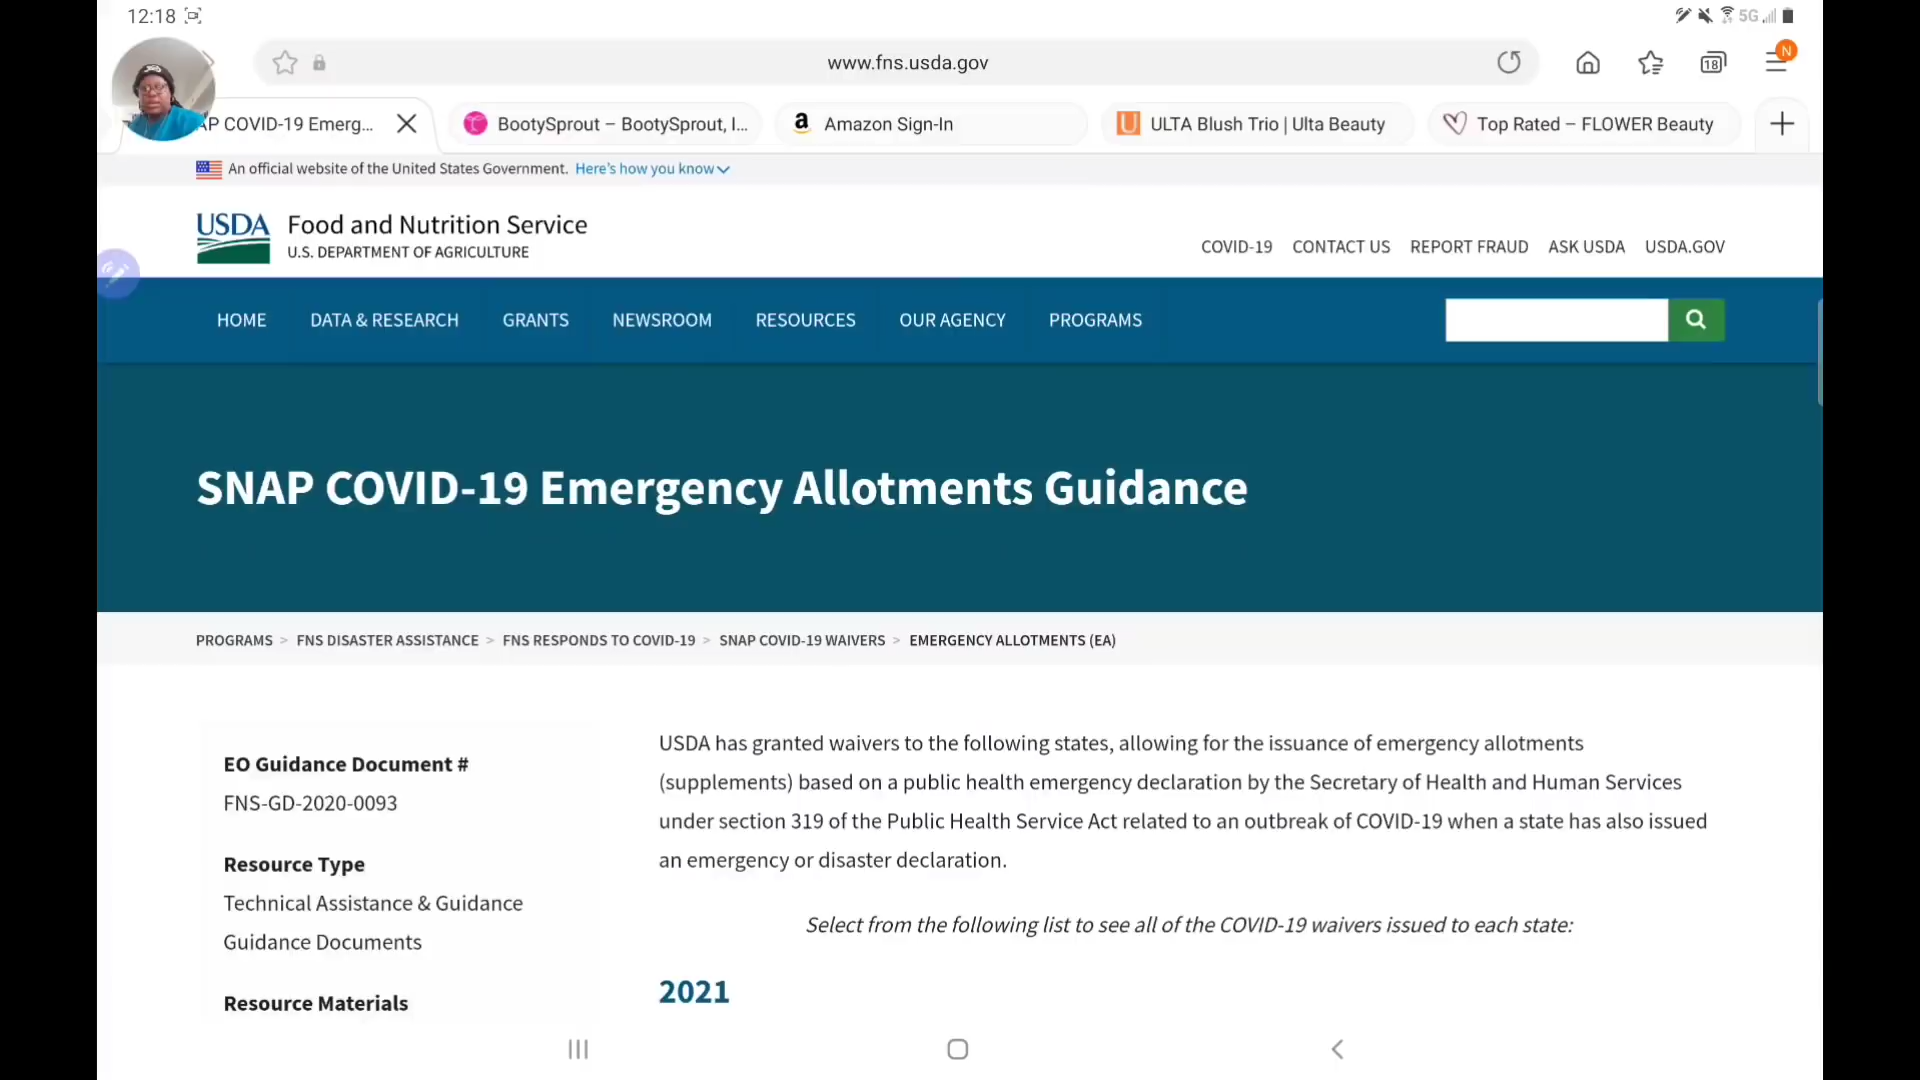 12:18
5G
www.fns.usda.gov
18
N
AP COVID-19 Emerg...
BootySprout – BootySprout, I...
Amazon Sign-In
ULTA Blush Trio | Ulta Beauty
Top Rated – FLOWER Beauty
An official website of the United States Government. Here's how you know
USDA
Food and Nutrition Service
U.S. DEPARTMENT OF AGRICULTURE
COVID-19 CONTACT US REPORT FRAUD ASK USDA USDA.GOV
HOME DATA & RESEARCH GRANTS NEWSROOM RESOURCES OUR AGENCY PROGRAMS
SNAP COVID-19 Emergency Allotments Guidance
PROGRAMS > FNS DISASTER ASSISTANCE > FNS RESPONDS TO COVID-19 > SNAP COVID-19 WAIVERS > EMERGENCY ALLOTMENTS (EA)
EO Guidance Document #
FNS-GD-2020-0093
Resource Type
Technical Assistance & Guidance
Guidance Documents
Resource Materials
USDA has granted waivers to the following states, allowing for the issuance of emergency allotments
(supplements) based on a public health emergency declaration by the Secretary of Health and Human Services
under section 319 of the Public Health Service Act related to an outbreak of COVID-19 when a state has also issued
an emergency or disaster declaration.
Select from the following list to see all of the COVID-19 waivers issued to each state:
2021